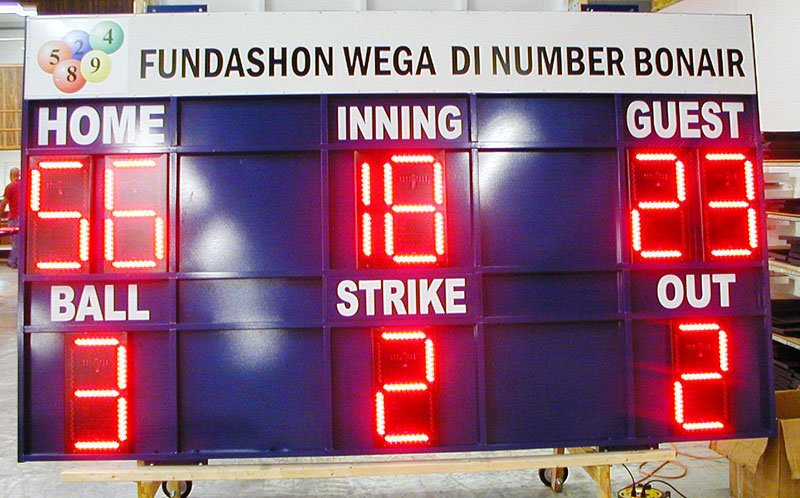 5 2 4
8 9
FUNDASHON WEGA DI NUMBER BONAIR
HOME INNING GUEST
56 18 23
BALL STRIKE OUT
3 2 2